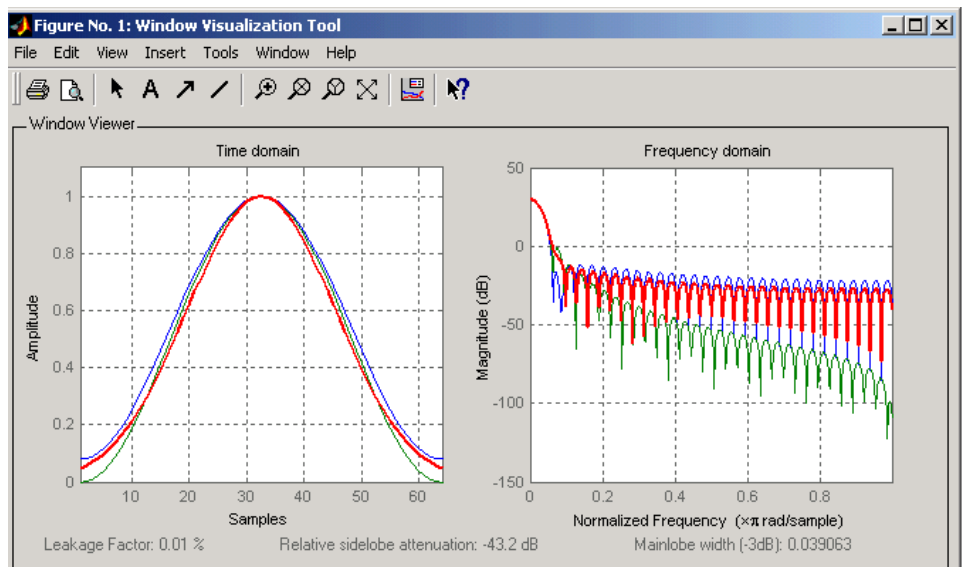 Figure No. 1: Window Visualization Tool
File Edit View Insert Tools Window Help
A
Window Viewer
Time domain
Amplitude
1
0.8
0.6
0.4
0.2
0
10 20 30 40 50 60
Samples
Frequency domain
Magnitude (dB)
50
0
-50
-100
-150
0 0.2 0.4 0.6 0.8
Normalized Frequency (×π rad/sample)
Leakage Factor: 0.01 % Relative sidelobe attenuation: -43.2 dB Mainlobe width (-3dB): 0.039063